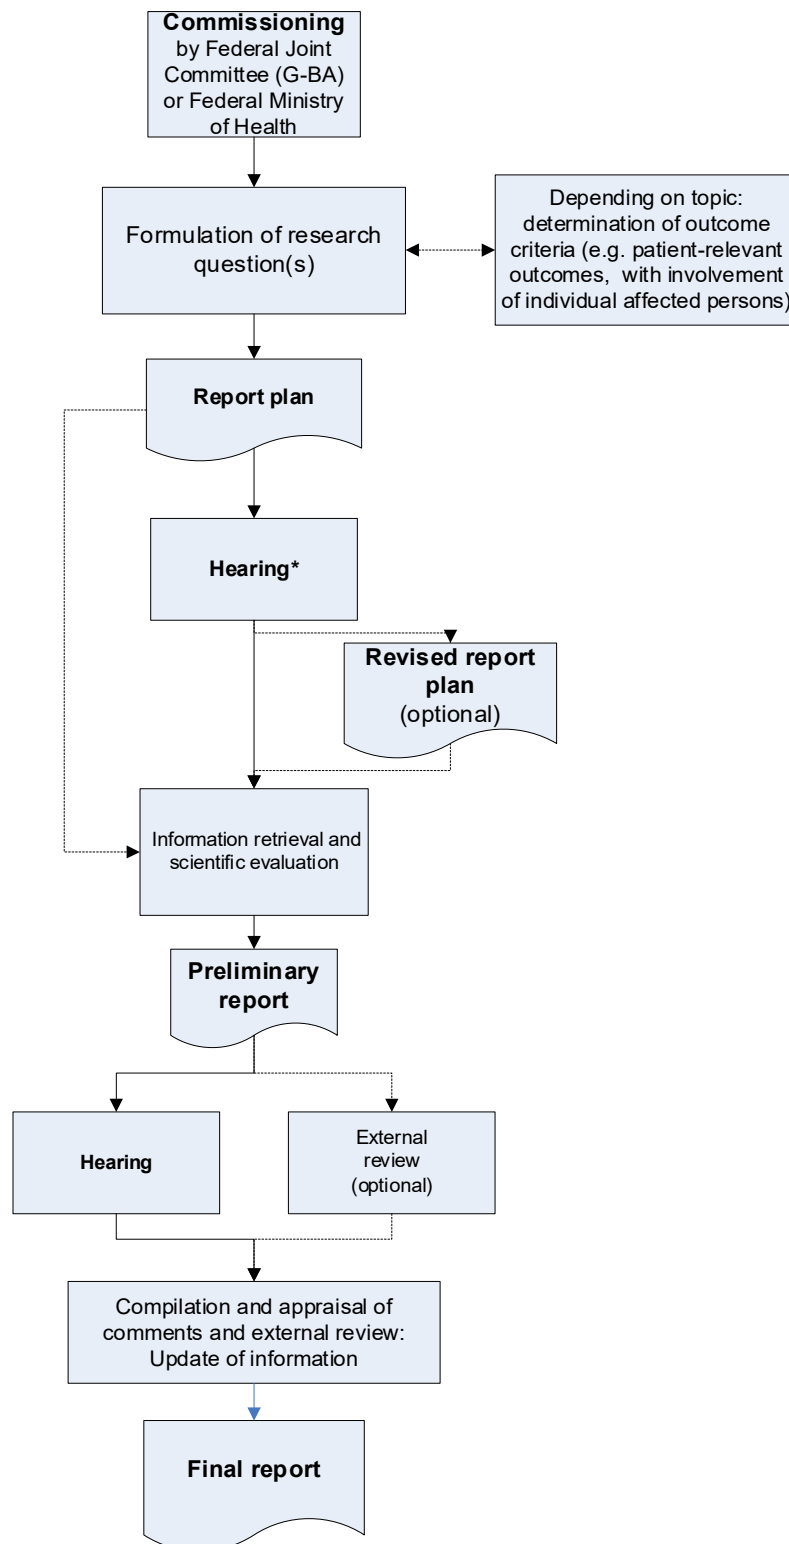 Commissioning
by Federal Joint
Committee (G-BA)
or Federal Ministry
of Health
Formulation of research
question(s)
Depending on topic:
determination of outcome
criteria (e.g. patient-relevant
outcomes, with involvement
of individual affected persons)
Report plan
Hearing*
Revised report
plan
(optional)
Information retrieval and
scientific evaluation
Preliminary
report
Hearing
External
review
(optional)
Compilation and appraisal of
comments and external review:
Update of information
Final report